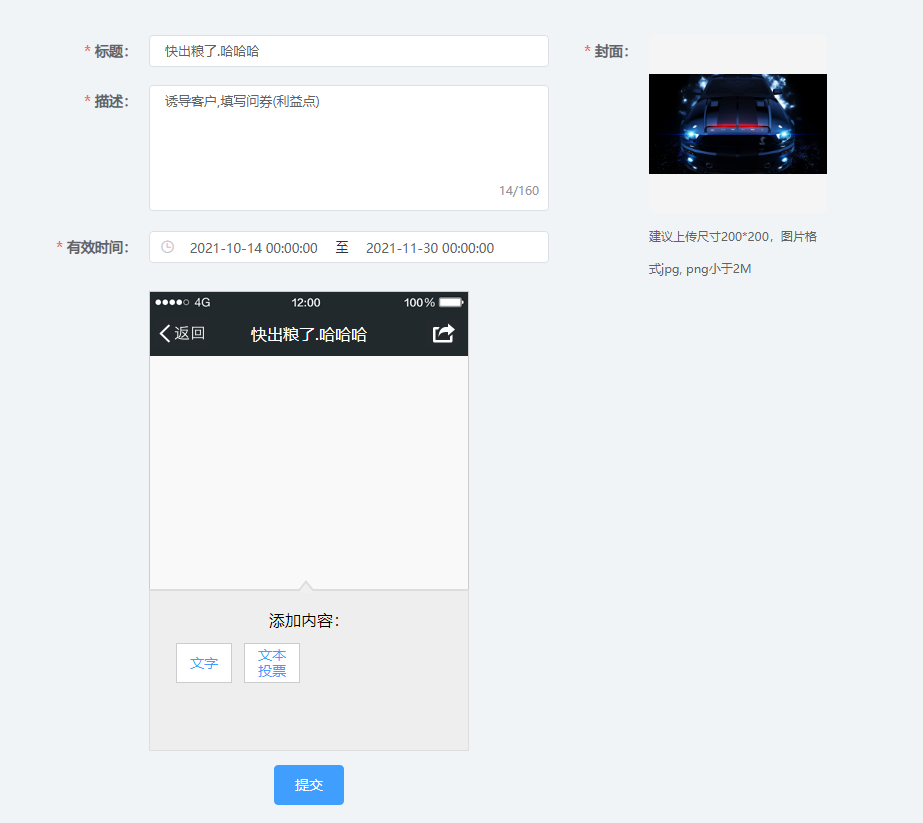 * 标题：
快出粮了.哈哈哈
* 封面：
* 描述：
诱导客户,填写问券(利益点)
14/160
建议上传尺寸200*200，图片格
式jpg, png小于2M
* 有效时间：
2021-10-14 00:00:00 至 2021-11-30 00:00:00
4G 12:00 100%
返回 快出粮了.哈哈哈
添加内容：
文字
文本
投票
提交